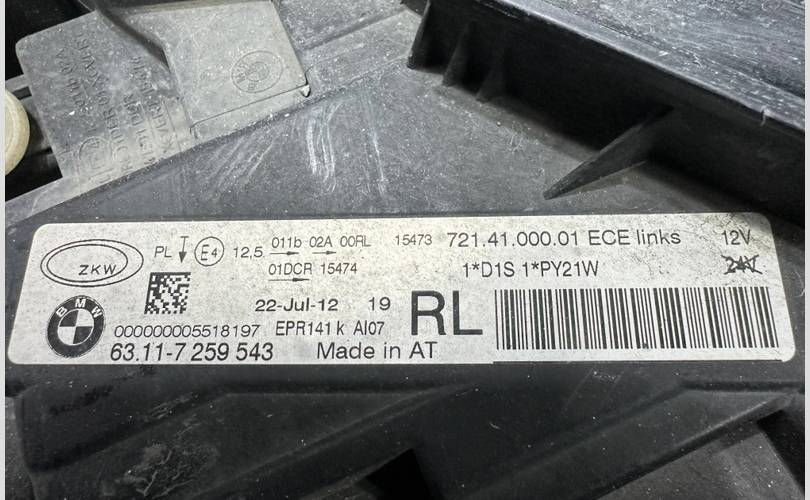 ZKW
PL E4 12,5 011b 02A 00RL 15473 721.41.000.01 ECE links 12V
01DCR 15474 1*D1S 1*PY21W 24V
22-Jul-12 19 RL
BMW
000000005518197 EPR141 k AI07
63.11-7 259 543 Made in AT